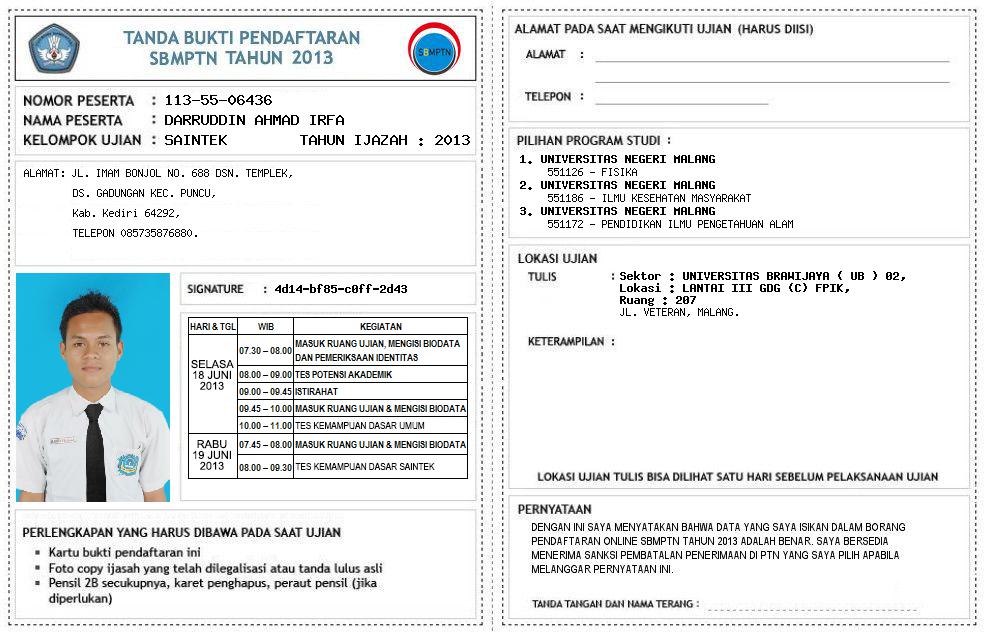 TANDA BUKTI PENDAFTARAN
SBMPTN TAHUN 2013
SBMPTN
NOMOR PESERTA : 113-55-06436
NAMA PESERTA : DARRUDDIN AHMAD IRFA
KELOMPOK UJIAN : SAINTEK TAHUN IJAZAH : 2013
ALAMAT: JL. IMAM BONJOL NO. 688 DSN. TEMPLEK,
DS. GADUNGAN KEC. PUNCU,
Kab. Kediri 64292,
TELEPON 085735876880.
SIGNATURE : 4d14-bf85-c0ff-2d43
HARI & TGL WIB KEGIATAN
SELASA 18 JUNI 2013
07.30 – 08.00 MASUK RUANG UJIAN, MENGISI BIODATA DAN PEMERIKSAAN IDENTITAS
08.00 – 09.00 TES POTENSI AKADEMIK
09.00 – 09.45 ISTIRAHAT
09.45 – 10.00 MASUK RUANG UJIAN & MENGISI BIODATA
10.00 – 11.00 TES KEMAMPUAN DASAR UMUM
RABU 19 JUNI 2013
07.45 – 08.00 MASUK RUANG UJIAN & MENGISI BIODATA
08.00 – 09.30 TES KEMAMPUAN DASAR SAINTEK
PERLENGKAPAN YANG HARUS DIBAWA PADA SAAT UJIAN
▪ Kartu bukti pendaftaran ini
▪ Foto copy ijasah yang telah dilegalisasi atau tanda lulus asli
▪ Pensil 2B secukupnya, karet penghapus, peraut pensil (jika
diperlukan)
ALAMAT PADA SAAT MENGIKUTI UJIAN (HARUS DIISI)
ALAMAT :
TELEPON :
PILIHAN PROGRAM STUDI :
1. UNIVERSITAS NEGERI MALANG
551126 - FISIKA
2. UNIVERSITAS NEGERI MALANG
551186 - ILMU KESEHATAN MASYARAKAT
3. UNIVERSITAS NEGERI MALANG
551172 - PENDIDIKAN ILMU PENGETAHUAN ALAM
LOKASI UJIAN
TULIS : Sektor : UNIVERSITAS BRAWIJAYA ( UB ) 02,
Lokasi : LANTAI III GDG (C) FPIK,
Ruang : 207
JL. VETERAN, MALANG.
KETERAMPILAN :
LOKASI UJIAN TULIS BISA DILIHAT SATU HARI SEBELUM PELAKSANAAN UJIAN
PERNYATAAN
DENGAN INI SAYA MENYATAKAN BAHWA DATA YANG SAYA ISIKAN DALAM BORANG
PENDAFTARAN ONLINE SBMPTN TAHUN 2013 ADALAH BENAR. SAYA BERSEDIA
MENERIMA SANKSI PEMBATALAN PENERIMAAN DI PTN YANG SAYA PILIH APABILA
MELANGGAR PERNYATAAN INI.
TANDA TANGAN DAN NAMA TERANG :